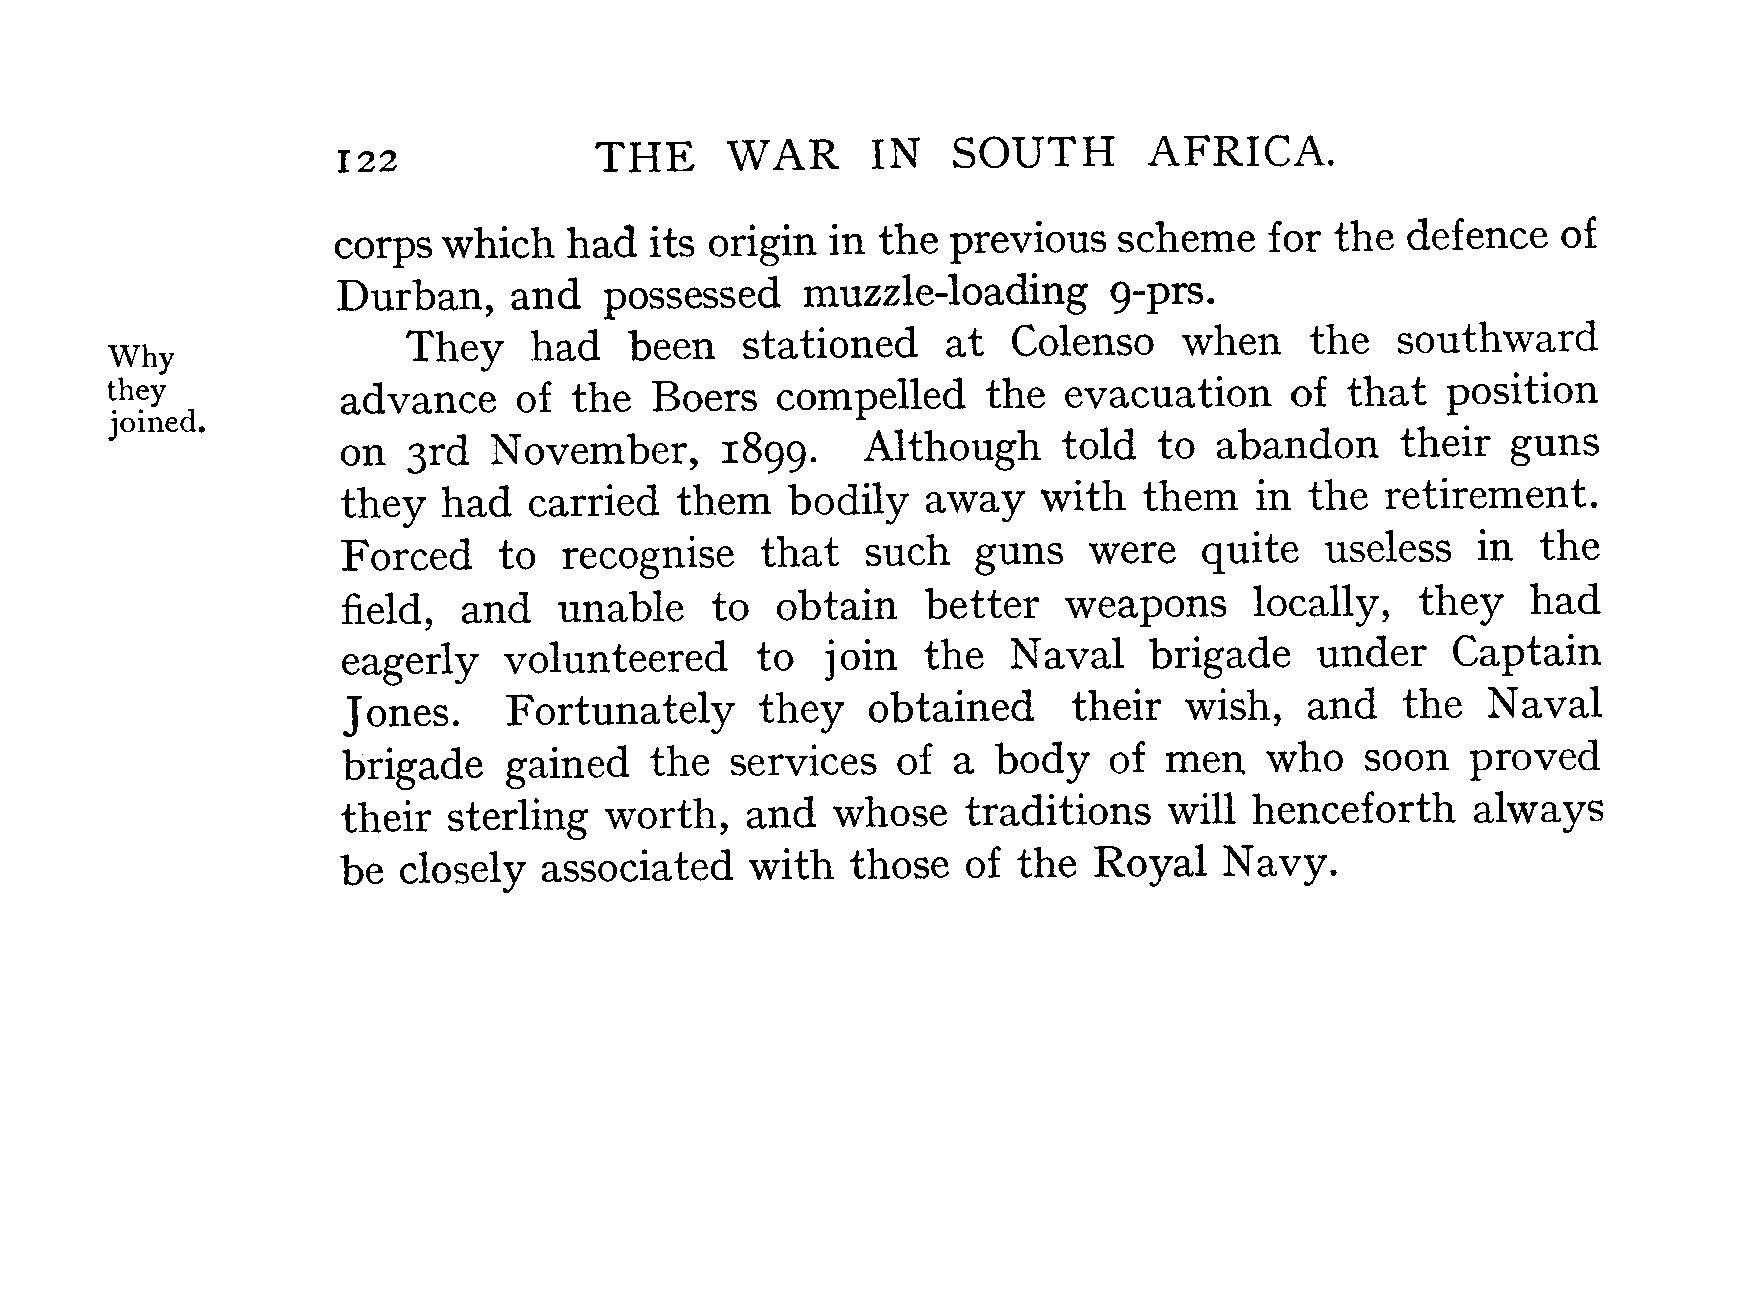 122 THE WAR IN SOUTH AFRICA.
corps which had its origin in the previous scheme for the defence of
Durban, and possessed muzzle-loading 9-prs.
Why
they
joined.
They had been stationed at Colenso when the southward
advance of the Boers compelled the evacuation of that position
on 3rd November, 1899. Although told to abandon their guns
they had carried them bodily away with them in the retirement.
Forced to recognise that such guns were quite useless in the
field, and unable to obtain better weapons locally, they had
eagerly volunteered to join the Naval brigade under Captain
Jones. Fortunately they obtained their wish, and the Naval
brigade gained the services of a body of men who soon proved
their sterling worth, and whose traditions will henceforth always
be closely associated with those of the Royal Navy.